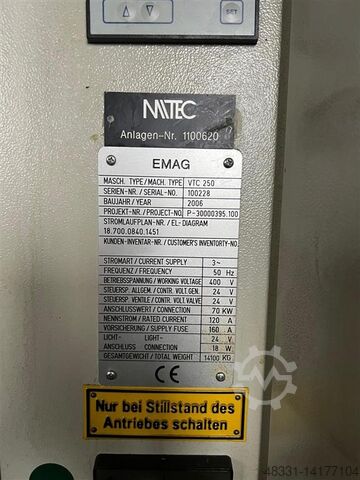 SET
NAITEC
Anlagen-Nr. 1100620
EMAG
MASCH. TYPE/MACH. TYPE VTC 250
SERIEN-NR./SERIAL-NO. 100228
BAUJAHR/YEAR 2006
PROJEKT-NR./PROJECT-NO. P-30000395.100
STROMLAUFPLAN-NR./EL-DIAGRAM
18.700.0840.1451
KUNDEN-INVENTAR-NR./CUSTOMER'S INVENTORTY-NO.
STROMART/CURRENT SUPPLY 3~
FREQUENZ/FREQUENCY 50 Hz
BETRIEBSSPANNUNG/WORKING VOLTAGE 400 V
STEUERSP. ALLGEM./CONTR. VOLT. GEN. 24 V
STEUERSP. VENTILE/CONTR. VOLT. VALVE 24 V
ANSCHLUSSWERT/CONNECTION 70 KW
NENNSTROM/RATED CURRENT 120 A
VORSICHERUNG/SUPPLY FUSE 160 A
LICHT- LIGHT- 24 V
ANSCHLUSS CONNECTION 18 W
GESAMTGEWICHT/TOTAL WEIGHT 14100 KG
CE
Nur bei Stillstand des
Antriebes schalten
48331-14177104